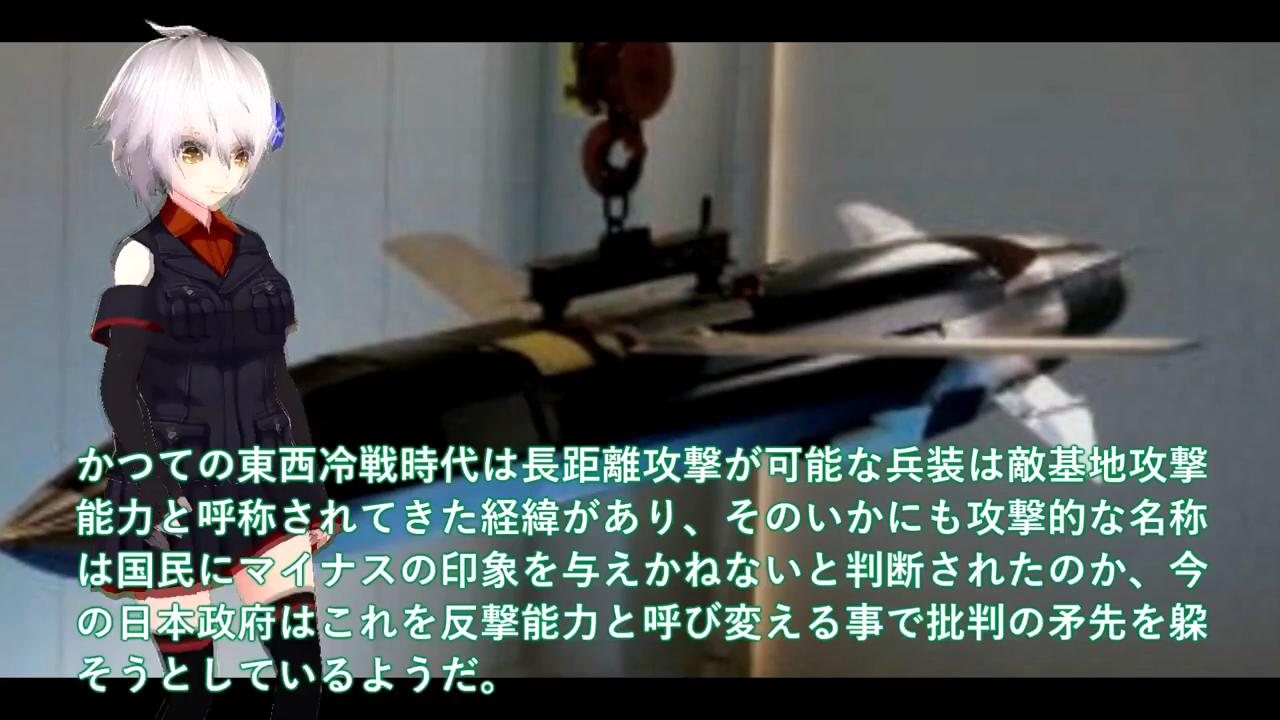 かつての東西冷戦時代は長距離攻撃が可能な兵装は敵基地攻撃
能力と呼称されてきた経緯があり、そのいかにも攻撃的な名称
は国民にマイナスの印象を与えかねないと判断されたのか、今
の日本政府はこれを反撃能力と呼び変える事で批判の矛先を躱
そうとしているようだ。